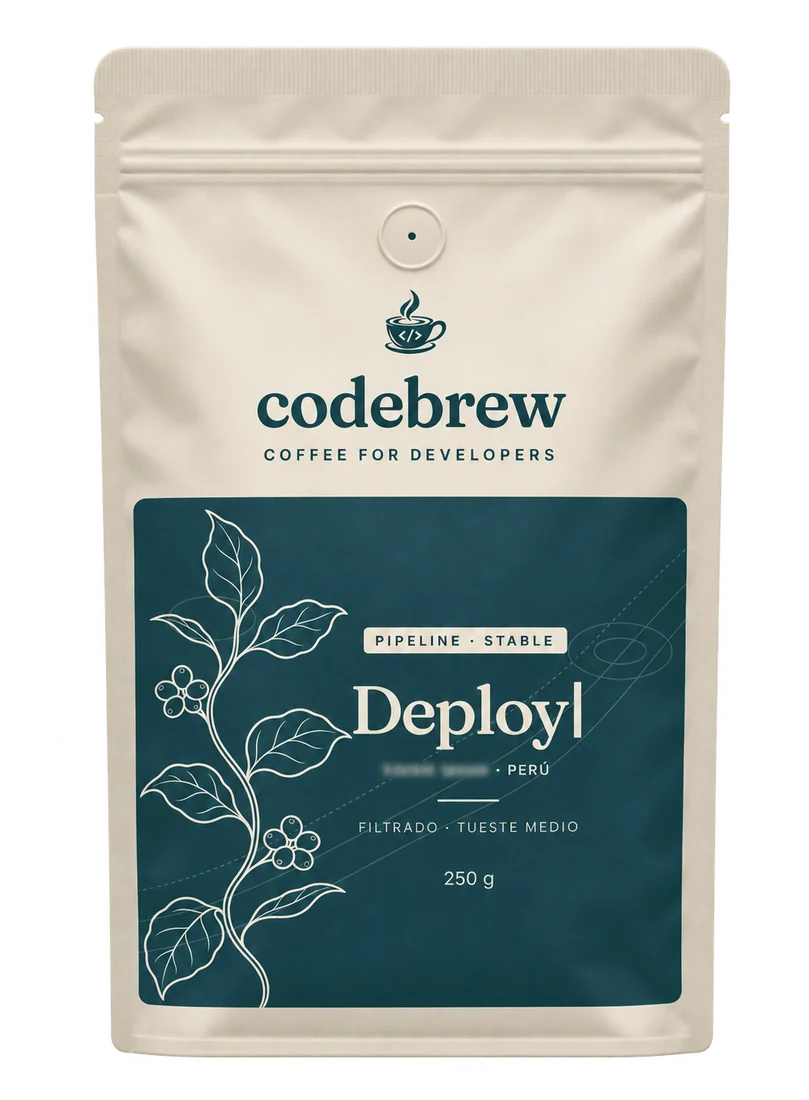 </>
codebrew
COFFEE FOR DEVELOPERS
PIPELINE · STABLE
Deploy|
· PERÚ
FILTRADO · TUESTE MEDIO
250 g